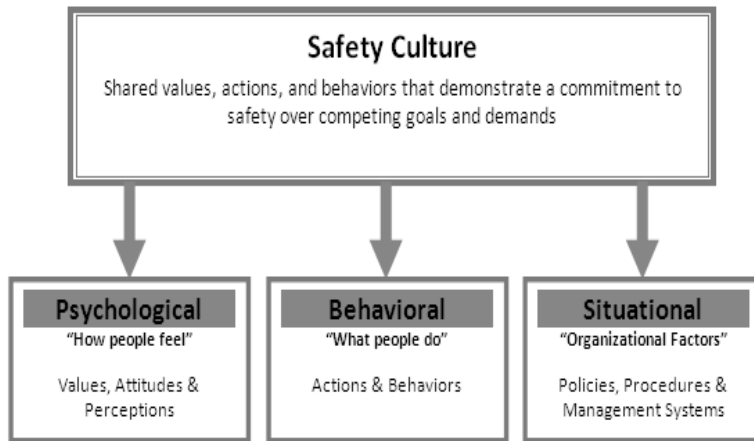 Safety Culture
Shared values, actions, and behaviors that demonstrate a commitment to
safety over competing goals and demands
Psychological
"How people feel"
Values, Attitudes &
Perceptions
Behavioral
"What people do"
Actions & Behaviors
Situational
"Organizational Factors"
Policies, Procedures &
Management Systems